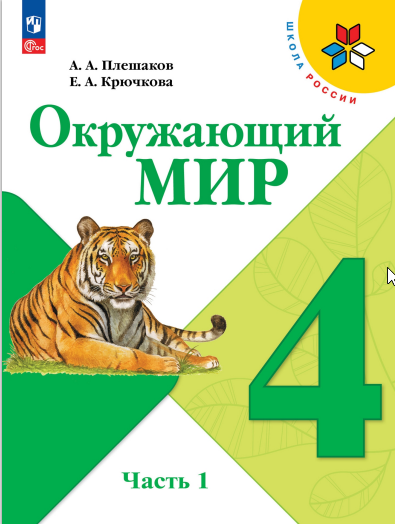 А. А. Плешаков
Е. А. Крючкова
ШКОЛА РОССИИ
Окружающий
МИР
4
Часть 1